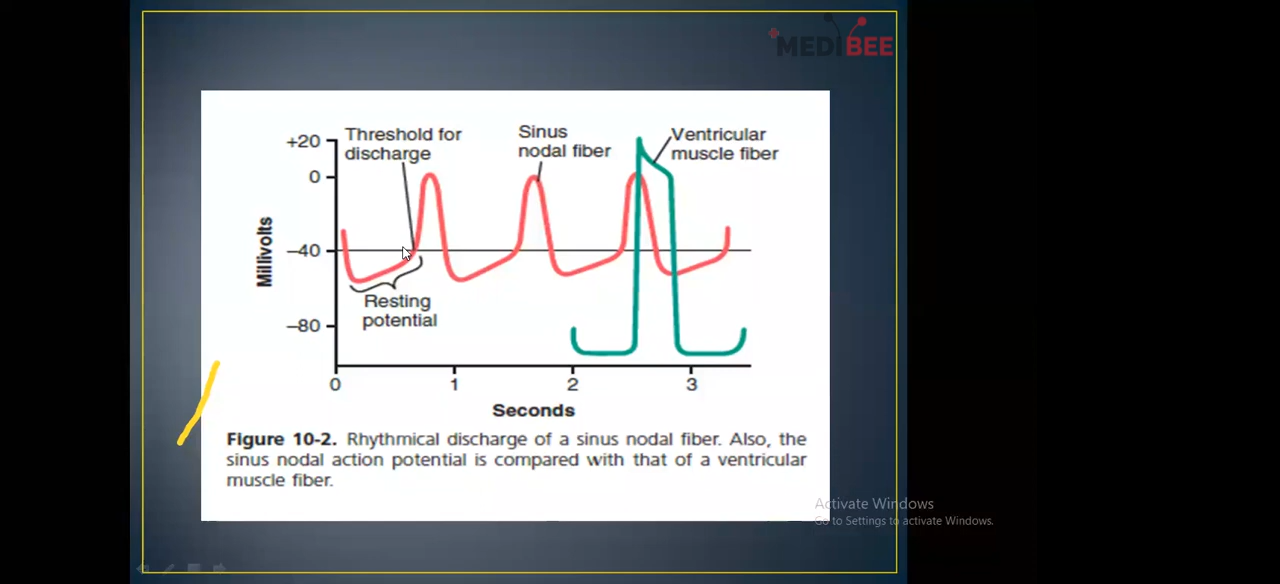 MEDIBEE
Threshold for
discharge
Sinus
nodal fiber
Ventricular
muscle fiber
+20
0
–40
–80
Millivolts
Resting
potential
0
1
2
3
Seconds
Figure 10-2. Rhythmical discharge of a sinus nodal fiber. Also, the
sinus nodal action potential is compared with that of a ventricular
muscle fiber.
Activate Windows
Go to Settings to activate Windows.